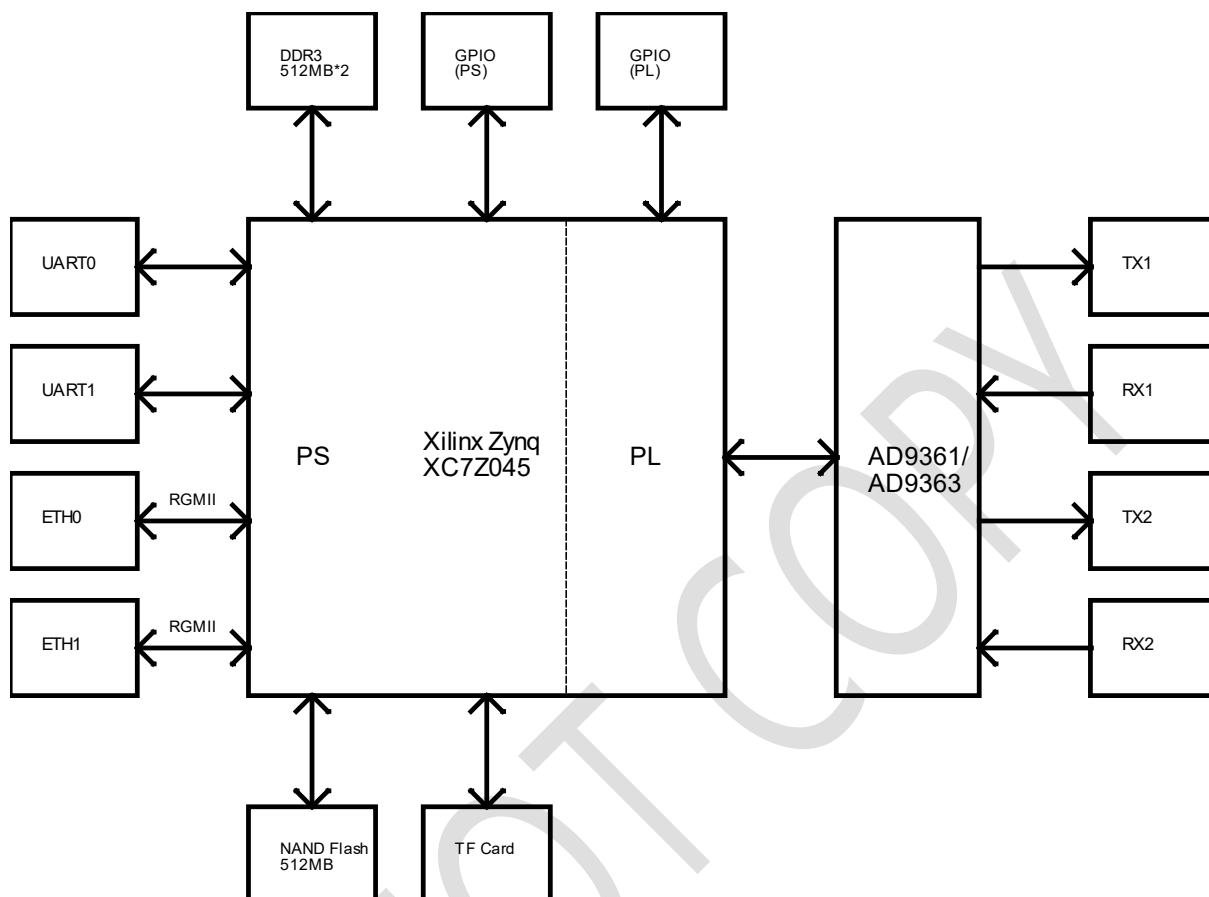 DDR3
512MB*2
GPIO
(PS)
GPIO
(PL)
UART0
UART1
ETH0
RGMII
ETH1
RGMII
PS
Xilinx Zynq
XC7Z045
PL
AD9361/
AD9363
TX1
RX1
TX2
RX2
NAND Flash
512MB
TF Card
OT COPY